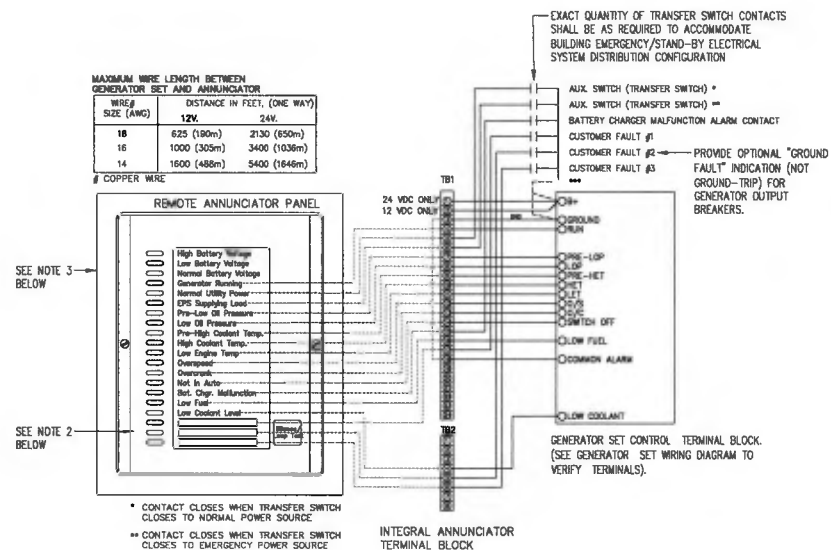 EXACT QUANTITY OF TRANSFER SWITCH CONTACTS
SHALL BE AS REQUIRED TO ACCOMMODATE
BUILDING EMERGENCY/STAND-BY ELECTRICAL
SYSTEM DISTRIBUTION CONFIGURATION
MAXIMUM WIRE LENGTH BETWEEN
GENERATOR SET AND ANNUNCIATOR
WIRE# SIZE (AWG) DISTANCE IN FEET, (ONE WAY)
12V. 24V.
18 625 (190m) 2130 (650m)
16 1000 (305m) 3400 (1036m)
14 1600 (488m) 5400 (1646m)
# COPPER WIRE
AUX. SWITCH (TRANSFER SWITCH) *
AUX. SWITCH (TRANSFER SWITCH) **
BATTERY CHARGER MALFUNCTION ALARM CONTACT
CUSTOMER FAULT #1
CUSTOMER FAULT #2
CUSTOMER FAULT #3
***
PROVIDE OPTIONAL "GROUND
FAULT" INDICATION (NOT
GROUND-TRIP) FOR
GENERATOR OUTPUT
BREAKERS.
REMOTE ANNUNCIATOR PANEL
SEE NOTE 3
BELOW
High Battery Voltage
Low Battery Voltage
Normal Battery Voltage
Generator Running
Normal Utility Power
EPS Supplying Load
Pre-Low Oil Pressure
Low Oil Pressure
Pre-High Coolant Temp.
High Coolant Temp.
Low Engine Temp
Overspeed
Overcrank
Not in Auto
Bat. Chgr. Malfunction
Low Fuel
Low Coolant Level
SEE NOTE 2
BELOW
Lamp Test
TB1
24 VDC ONLY
12 VDC ONLY
TB2
B+
GND
GROUND
RUN
PRE-LOP
LOP
PRE-HET
HET
LET
O/S
O/C
SWITCH OFF
LOW FUEL
COMMON ALARM
LOW COOLANT
GENERATOR SET CONTROL TERMINAL BLOCK.
(SEE GENERATOR SET WIRING DIAGRAM TO
VERIFY TERMINALS).
* CONTACT CLOSES WHEN TRANSFER SWITCH
CLOSES TO NORMAL POWER SOURCE
** CONTACT CLOSES WHEN TRANSFER SWITCH
CLOSES TO EMERGENCY POWER SOURCE
INTEGRAL ANNUNCIATOR
TERMINAL BLOCK